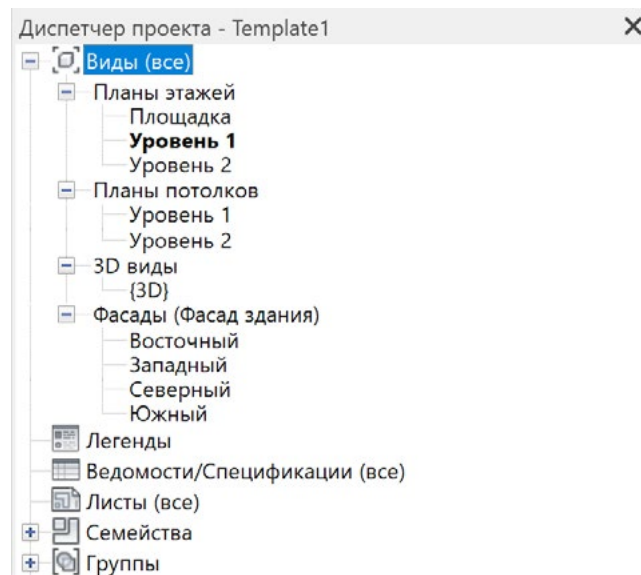 Диспетчер проекта - Template1
Виды (все)
Планы этажей
Площадка
Уровень 1
Уровень 2
Планы потолков
Уровень 1
Уровень 2
3D виды
{3D}
Фасады (Фасад здания)
Восточный
Западный
Северный
Южный
Легенды
Ведомости/Спецификации (все)
Листы (все)
Семейства
Группы